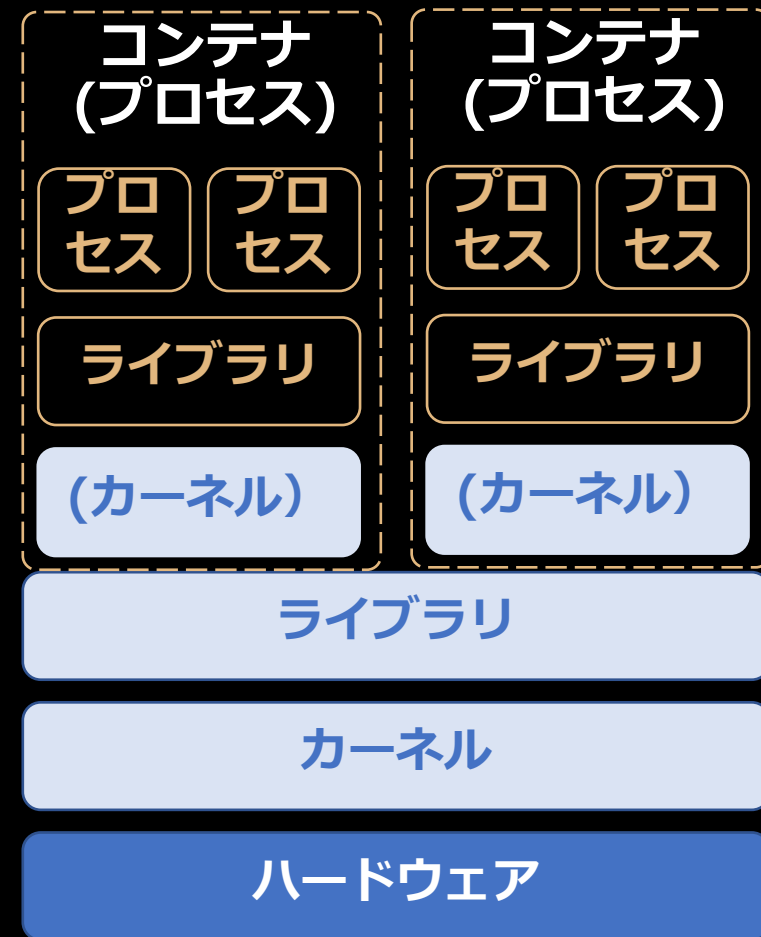 コンテナ
(プロセス)
プロ
セス
プロ
セス
ライブラリ
(カーネル）
コンテナ
(プロセス)
プロ
セス
プロ
セス
ライブラリ
(カーネル）
ライブラリ
カーネル
ハードウェア